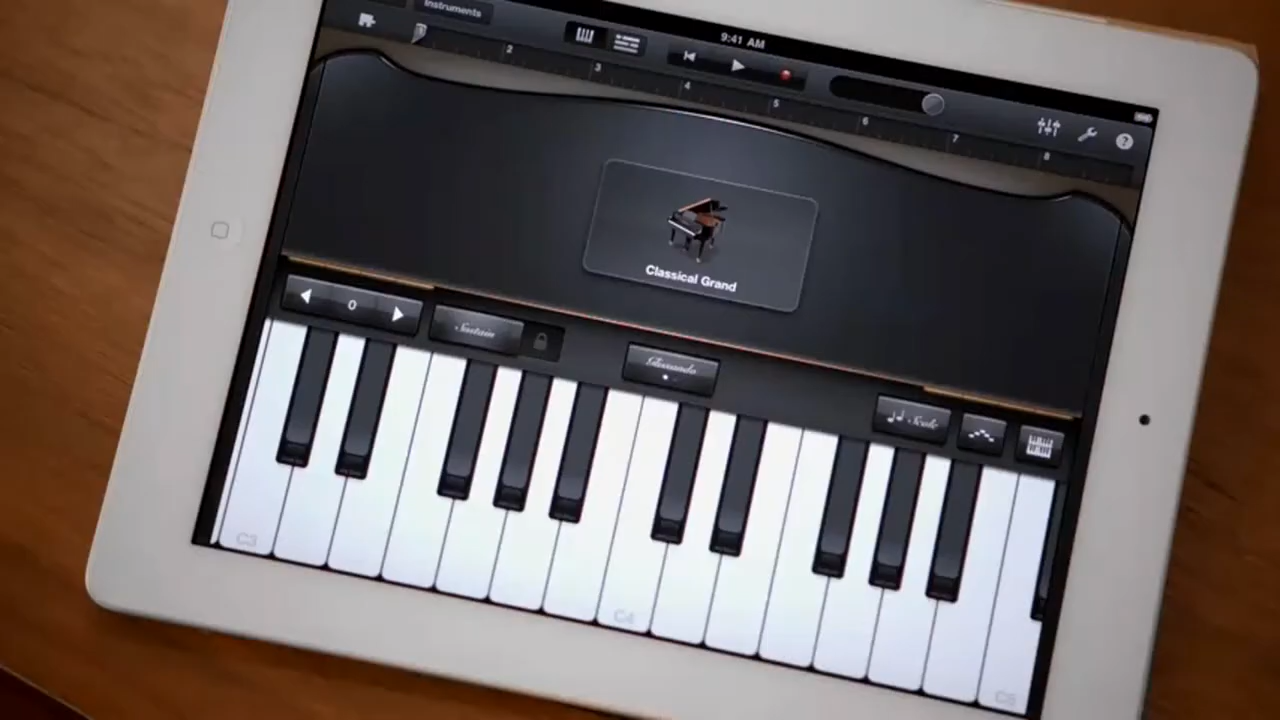 Instruments
9:41 AM
2
3
4
5
6
7
8
?
Classical Grand
0
Sustain
Glissando
Scale
C3
C4
C5